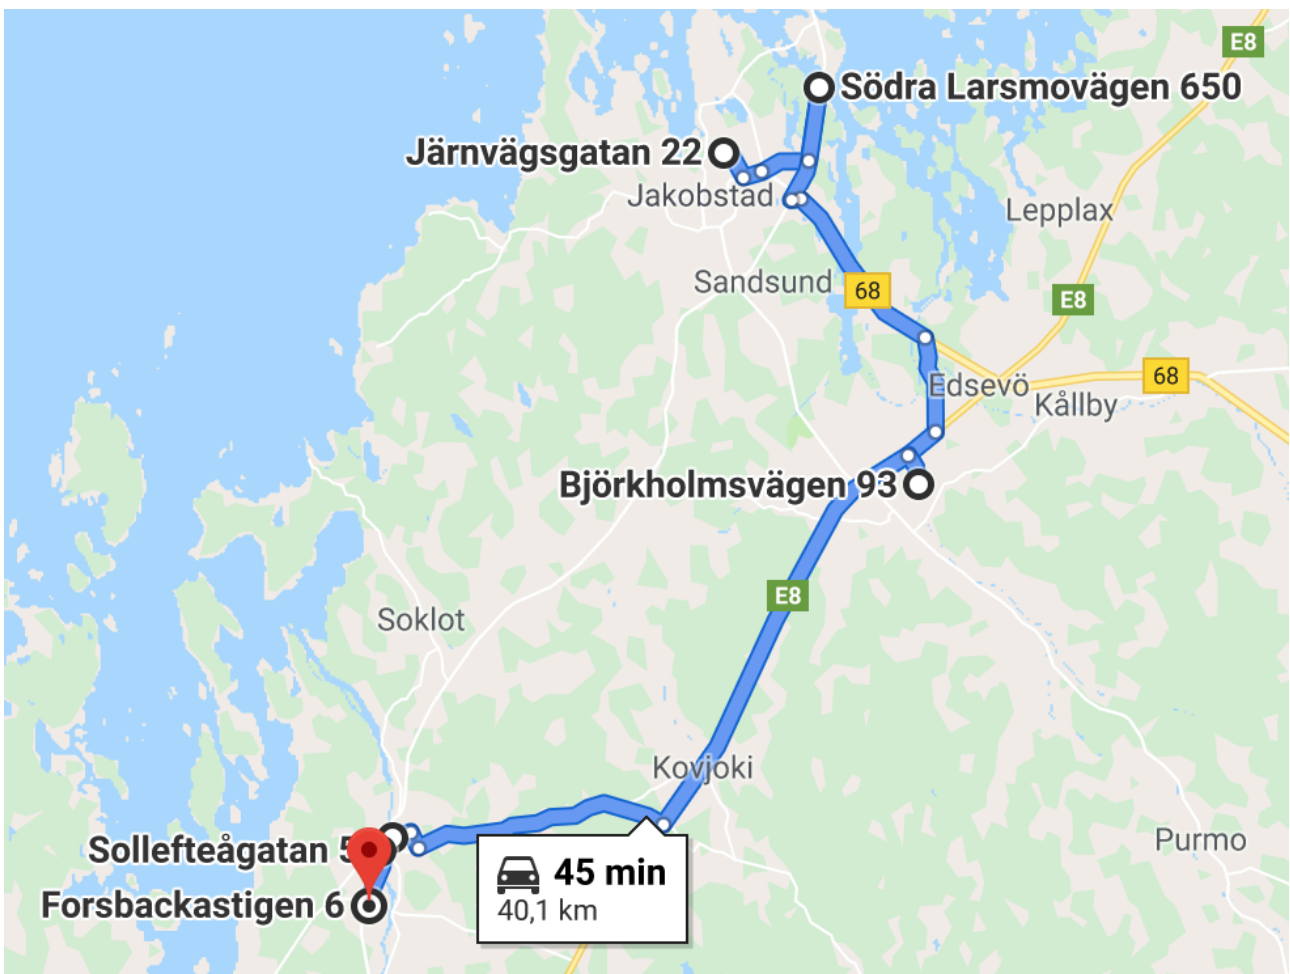 E8
Södra Larsmovägen 650
Järnvägsgatan 22
Jakobstad
Lepplax
Sandsund
68
E8
68
Edsevö
Kållby
Björkholmsvägen 93
E8
Soklot
Kovjoki
Purmo
Sollefteågatan
45 min
40,1 km
Forsbackastigen 6